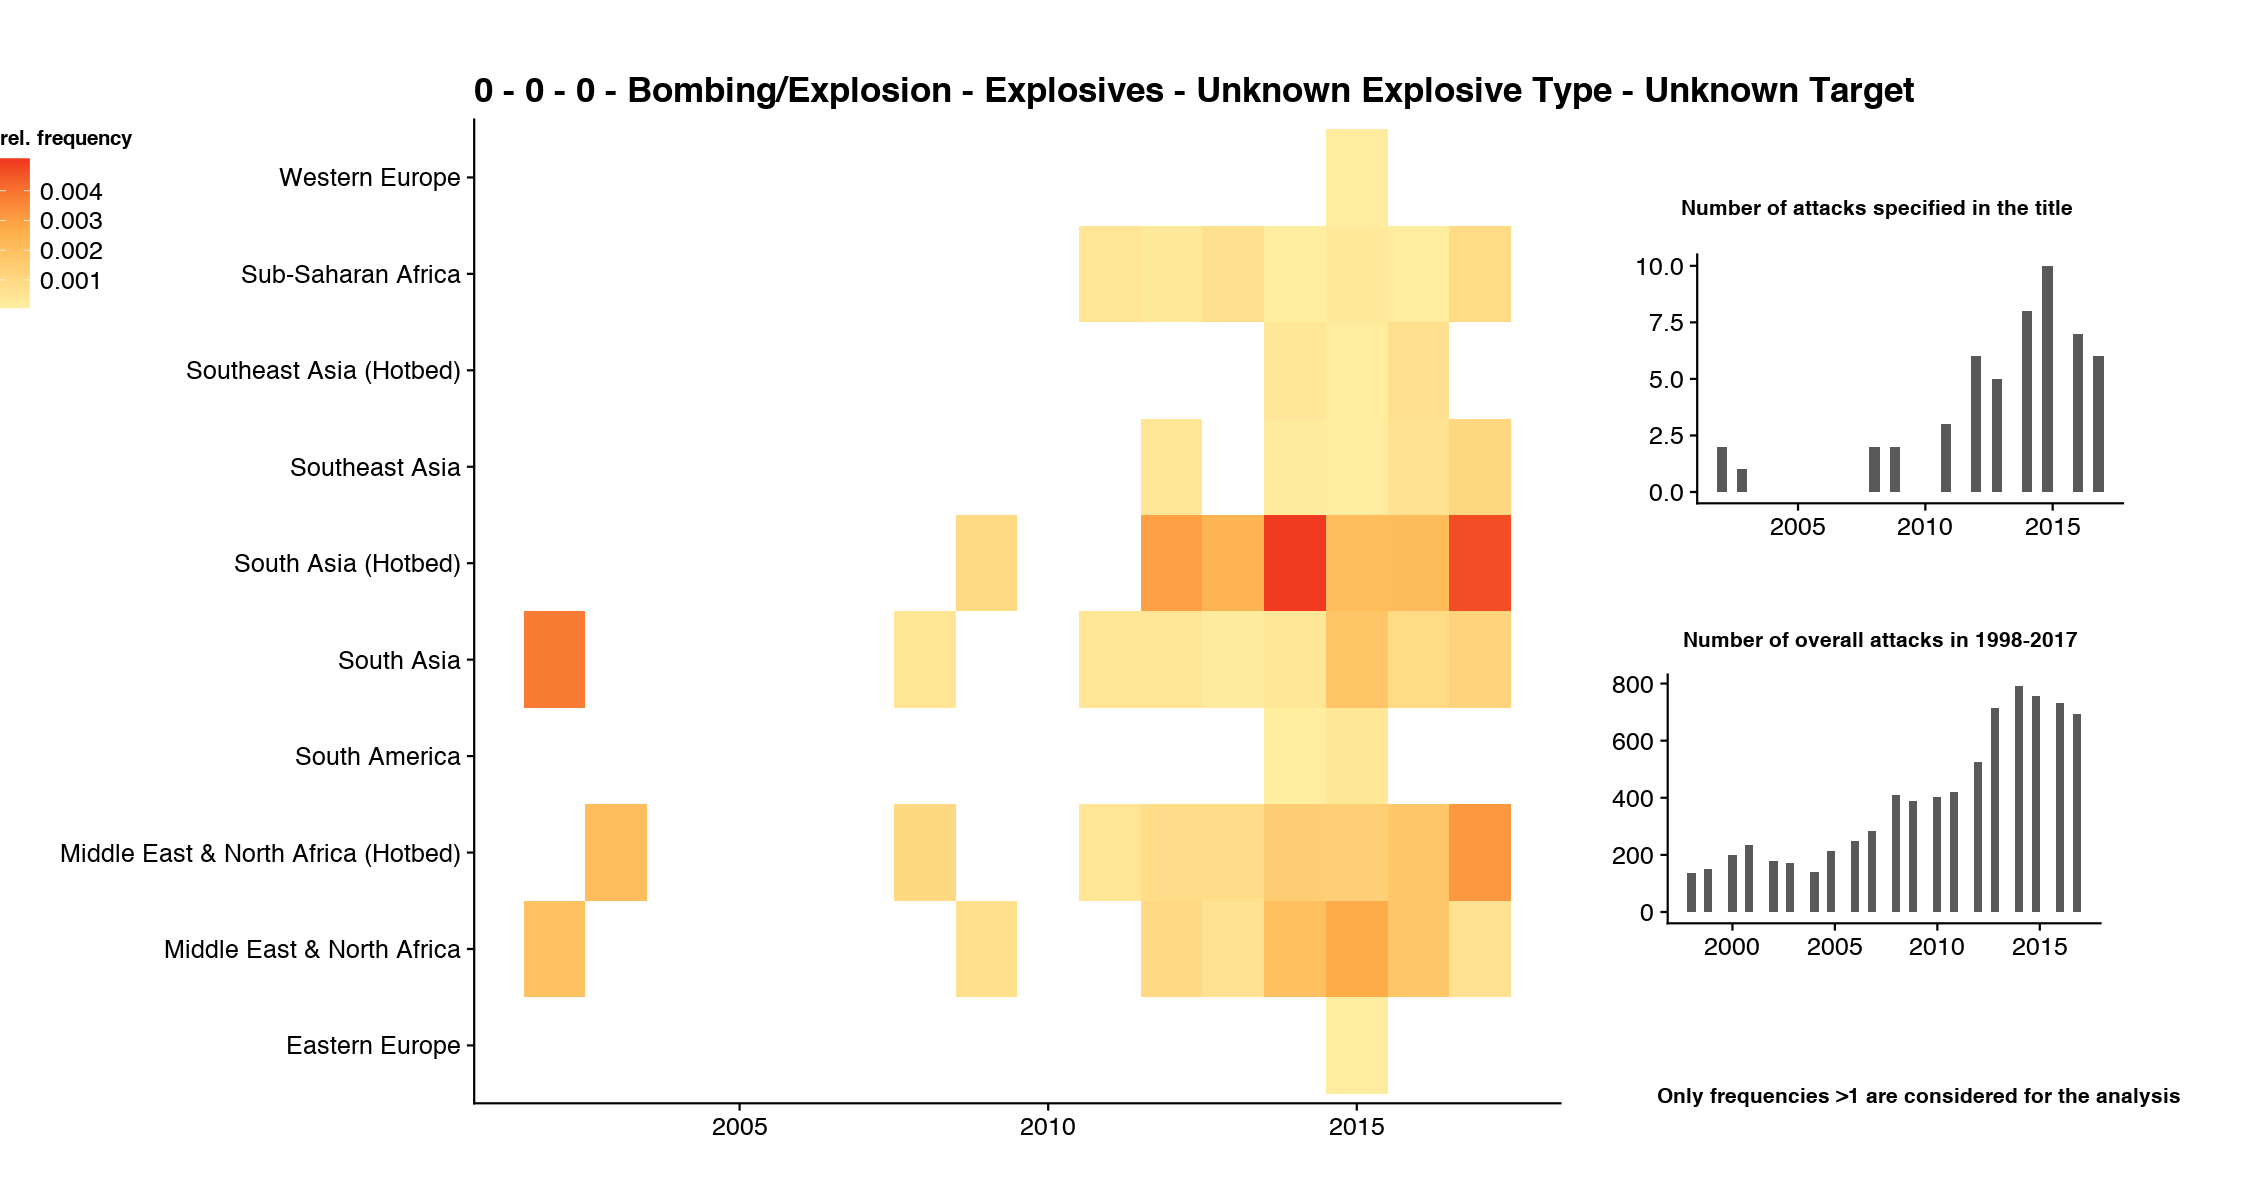 0 - 0 - 0 - Bombing/Explosion - Explosives - Unknown Explosive Type - Unknown Target
rel. frequency
0.004
0.003
0.002
0.001
Western Europe
Sub-Saharan Africa
Southeast Asia (Hotbed)
Southeast Asia
South Asia (Hotbed)
South Asia
South America
Middle East & North Africa (Hotbed)
Middle East & North Africa
Eastern Europe
2005 2010 2015
Number of attacks specified in the title
10.0
7.5
5.0
2.5
0.0
2005 2010 2015
Number of overall attacks in 1998-2017
800
600
400
200
0
2000 2005 2010 2015
Only frequencies >1 are considered for the analysis